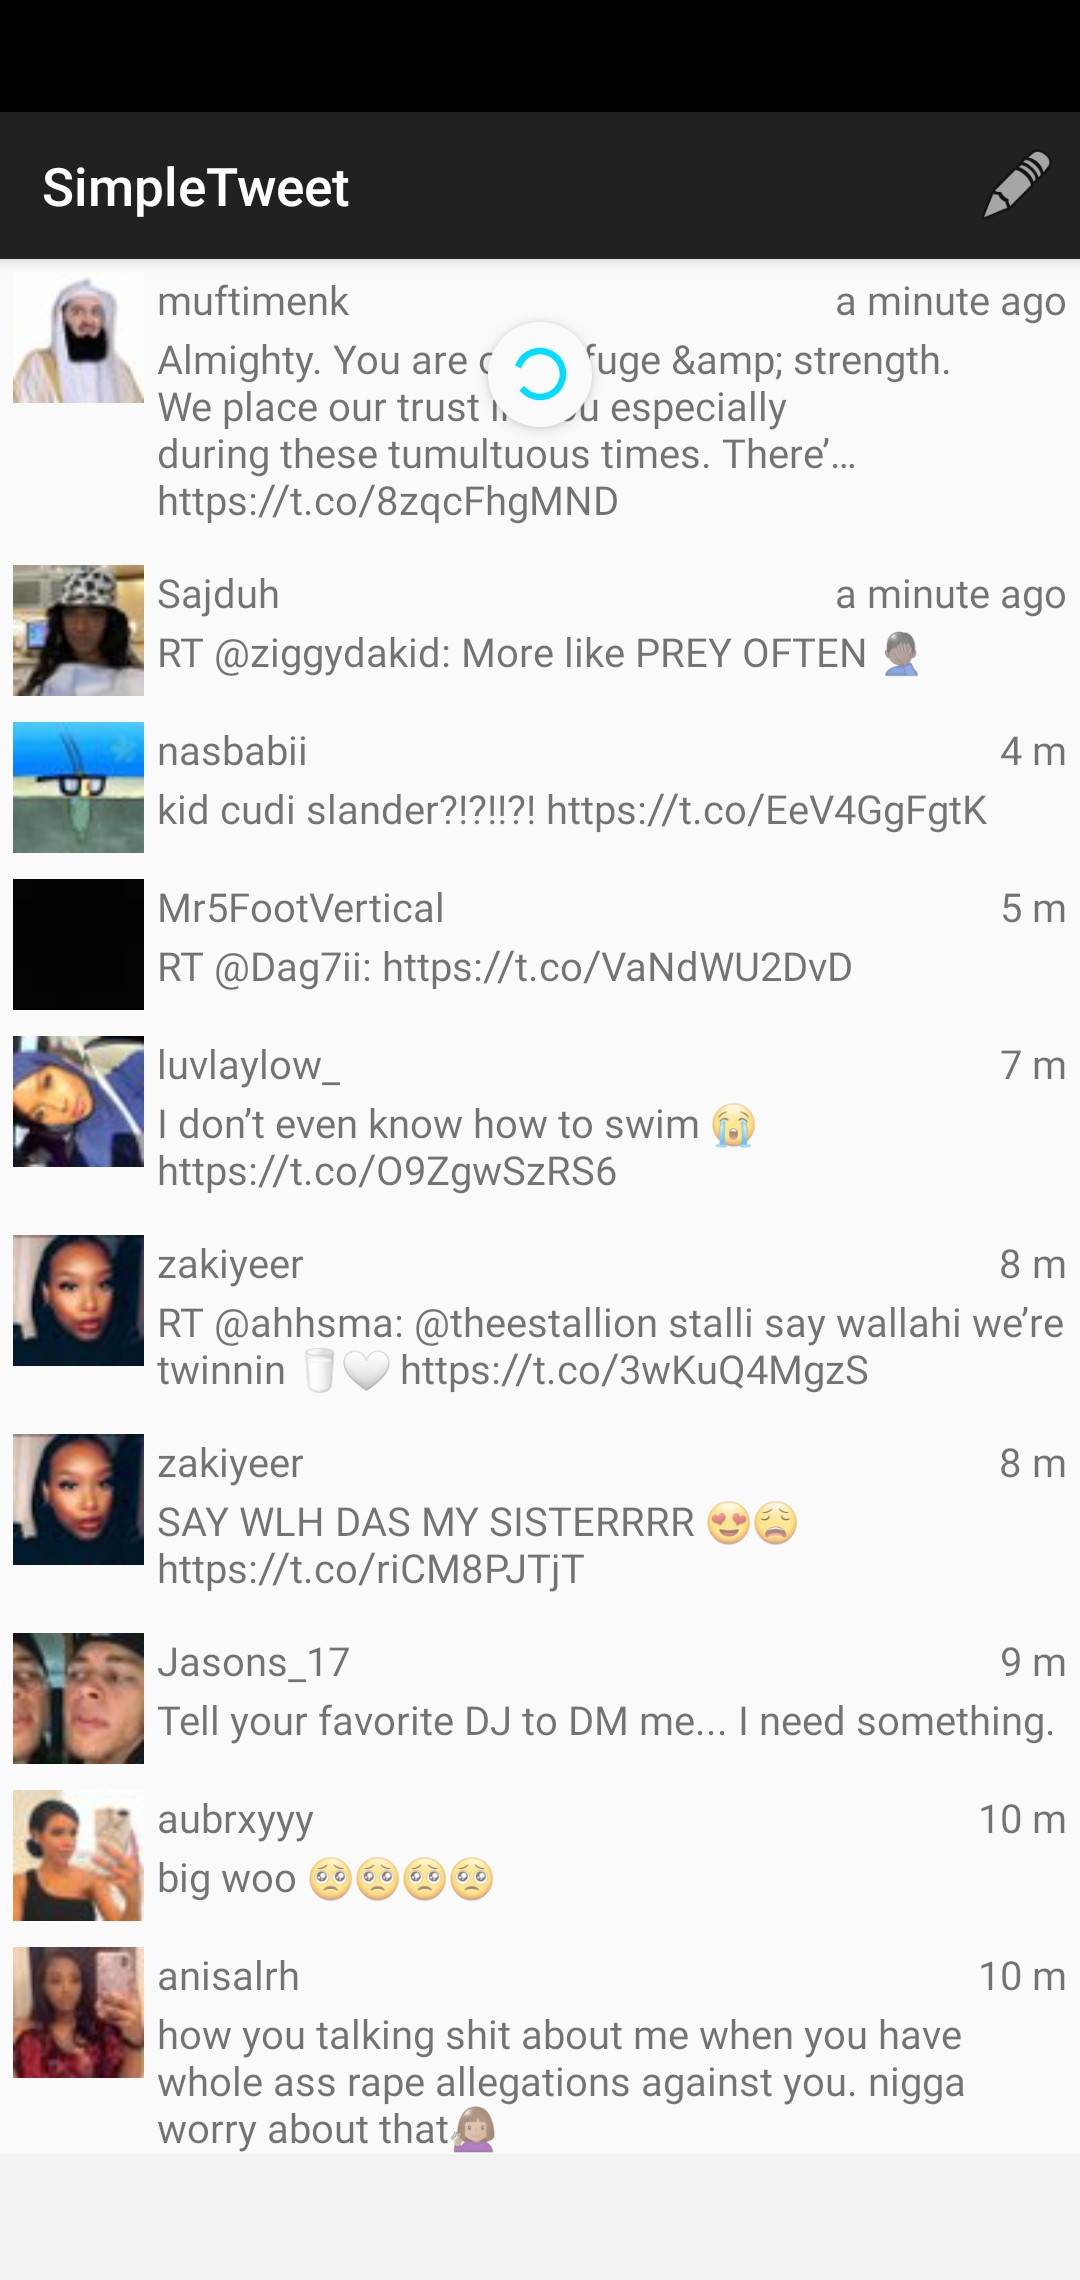 SimpleTweet
muftimenk a minute ago
Almighty. You are &amp; strength.
We place our trust especially
during these tumultuous times. There’…
https://t.co/8zqcFhgMND
Sajduh a minute ago
RT @ziggydakid: More like PREY OFTEN 🤦🏾‍♂️
nasbabii 4 m
kid cudi slander?!?!!?! https://t.co/EeV4GgFgtK
Mr5FootVertical 5 m
RT @Dag7ii: https://t.co/VaNdWU2DvD
luvlaylow_ 7 m
I don’t even know how to swim 😭
https://t.co/O9ZgwSzRS6
zakiyeer 8 m
RT @ahhsma: @theestallion stalli say wallahi we’re
twinnin 🥛🤍 https://t.co/3wKuQ4MgzS
zakiyeer 8 m
SAY WLH DAS MY SISTERRRR 😍😩
https://t.co/riCM8PJTjT
Jasons_17 9 m
Tell your favorite DJ to DM me... I need something.
aubrxyyy 10 m
big woo 🥺🥺🥺🥺
anisalrh 10 m
how you talking shit about me when you have
whole ass rape allegations against you. nigga
worry about that💁🏽‍♀️